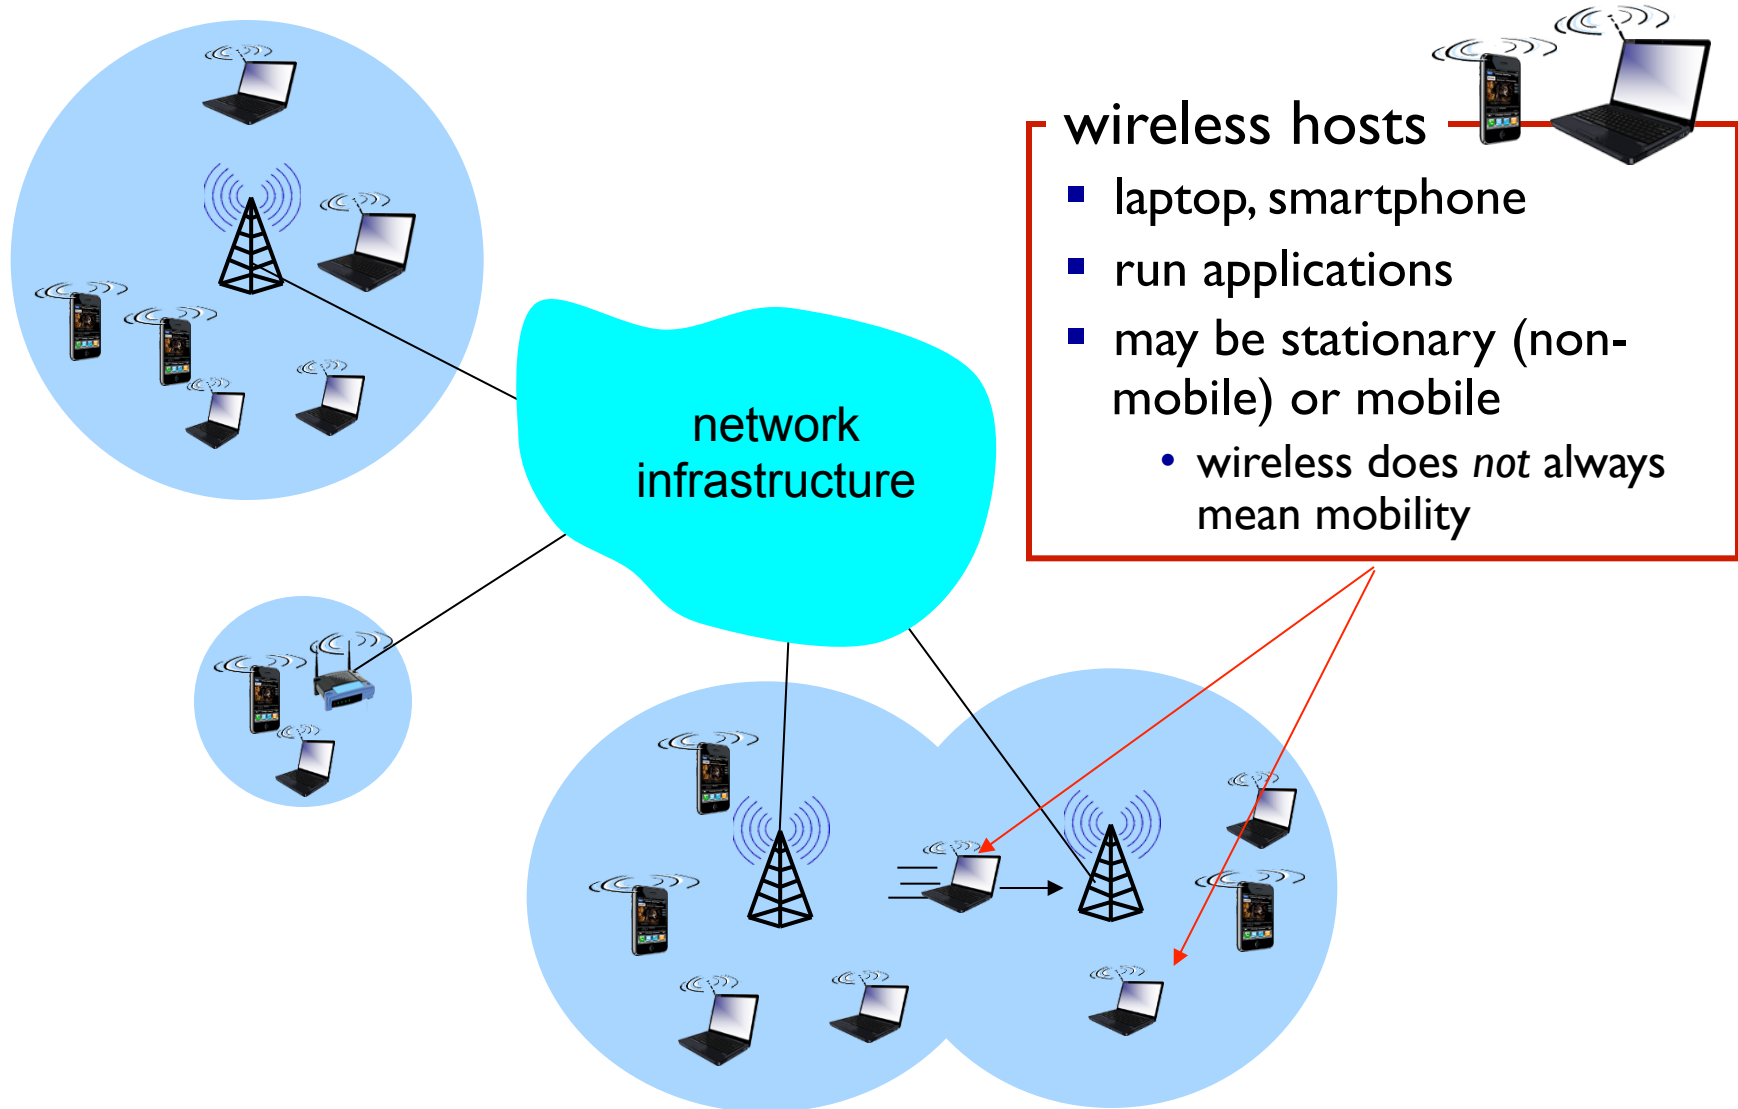 wireless hosts
▪ laptop, smartphone
▪ run applications
▪ may be stationary (non-
mobile) or mobile
• wireless does not always
mean mobility
network
infrastructure